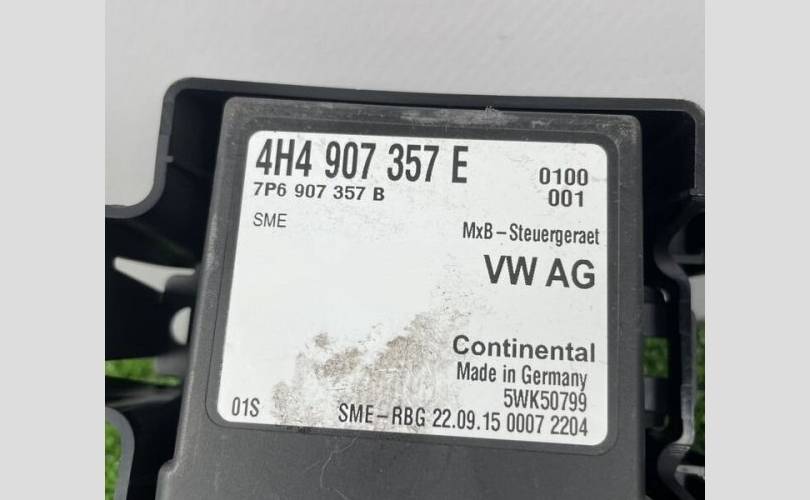 4H4 907 357 E
0100
7P6 907 357 B
001
SME
MxB-Steuergeraet
VW AG
Continental
Made in Germany
5WK50799
01S
SME-RBG 22.09.15 0007 2204